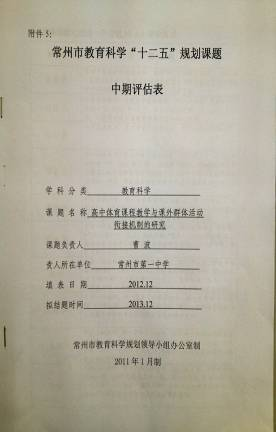 附件5：
常州市教育科学“十二五”规划课题
中期评估表
学科分类 教育科学
课题名称 高中体育课程教学与课外群体活动
衔接机制的研究
课题负责人 曹波
责人所在单位 常州市第一中学
填表日期 2012.12
拟结题时间 2013.12
常州市教育科学规划领导小组办公室制
2011年1月制